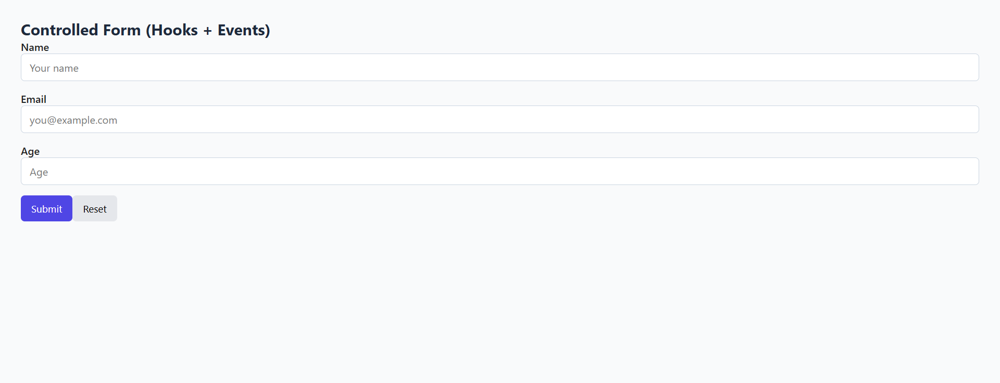 Controlled Form (Hooks + Events)
Name
Your name
Email
you@example.com
Age
Age
Submit Reset